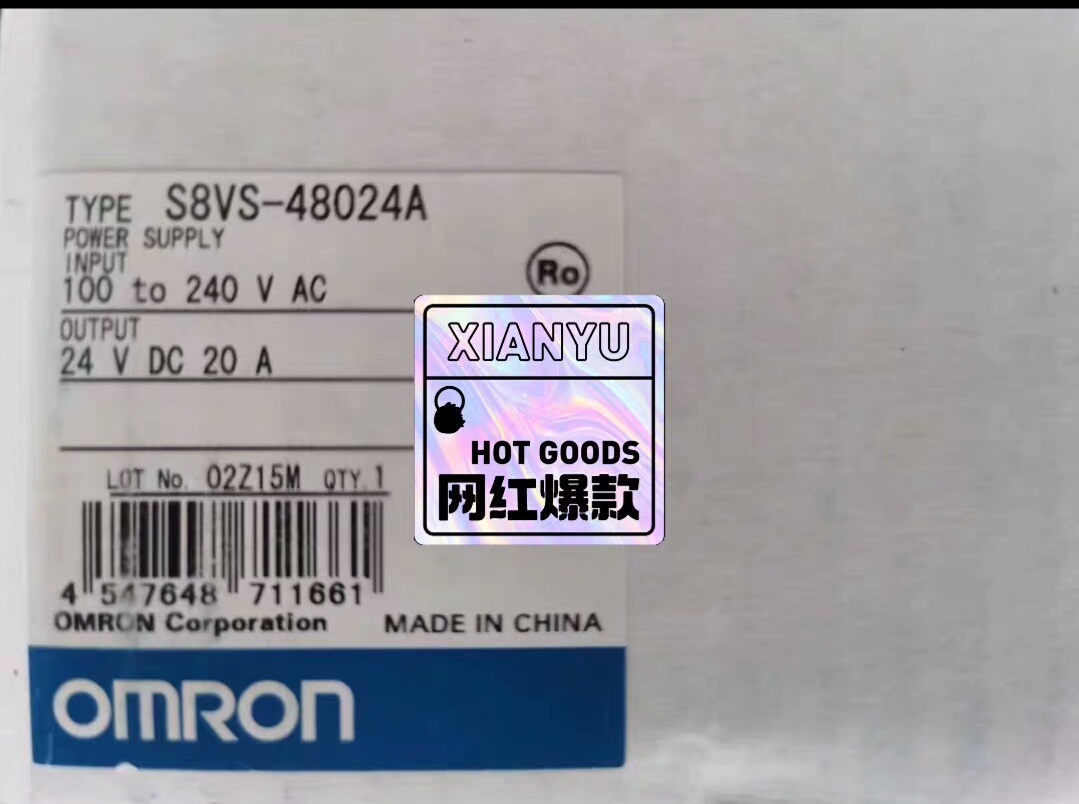 TYPE S8VS-48024A
POWER SUPPLY
INPUT
100 to 240 V AC
Ro
OUTPUT
24 V DC 20 A
XIANYU
HOT GOODS
网红爆款
LOT No. 02Z15M QTY.1
4 547648 711661
OMRON Corporation MADE IN CHINA
OMRON